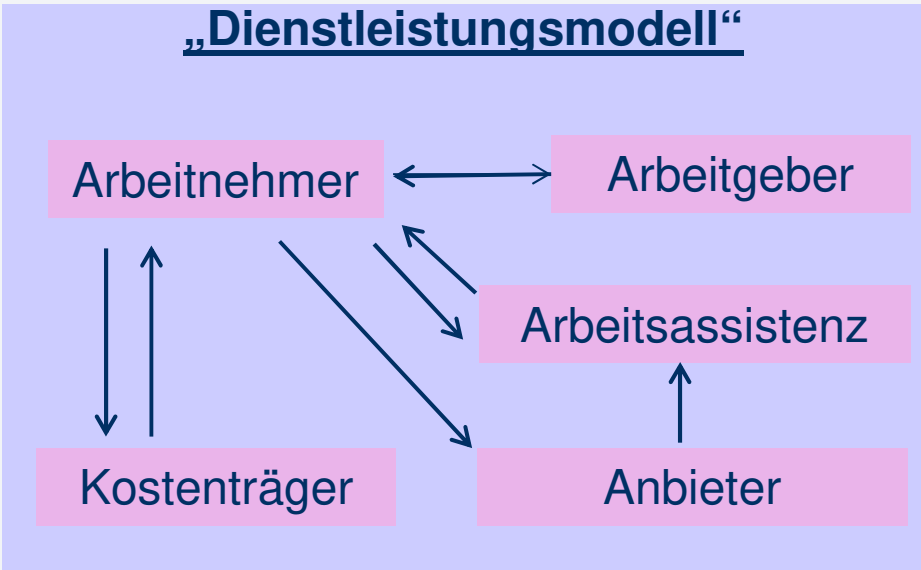 „Dienstleistungsmodell“
Arbeitnehmer
Arbeitgeber
Arbeitsassistenz
Kostenträger
Anbieter